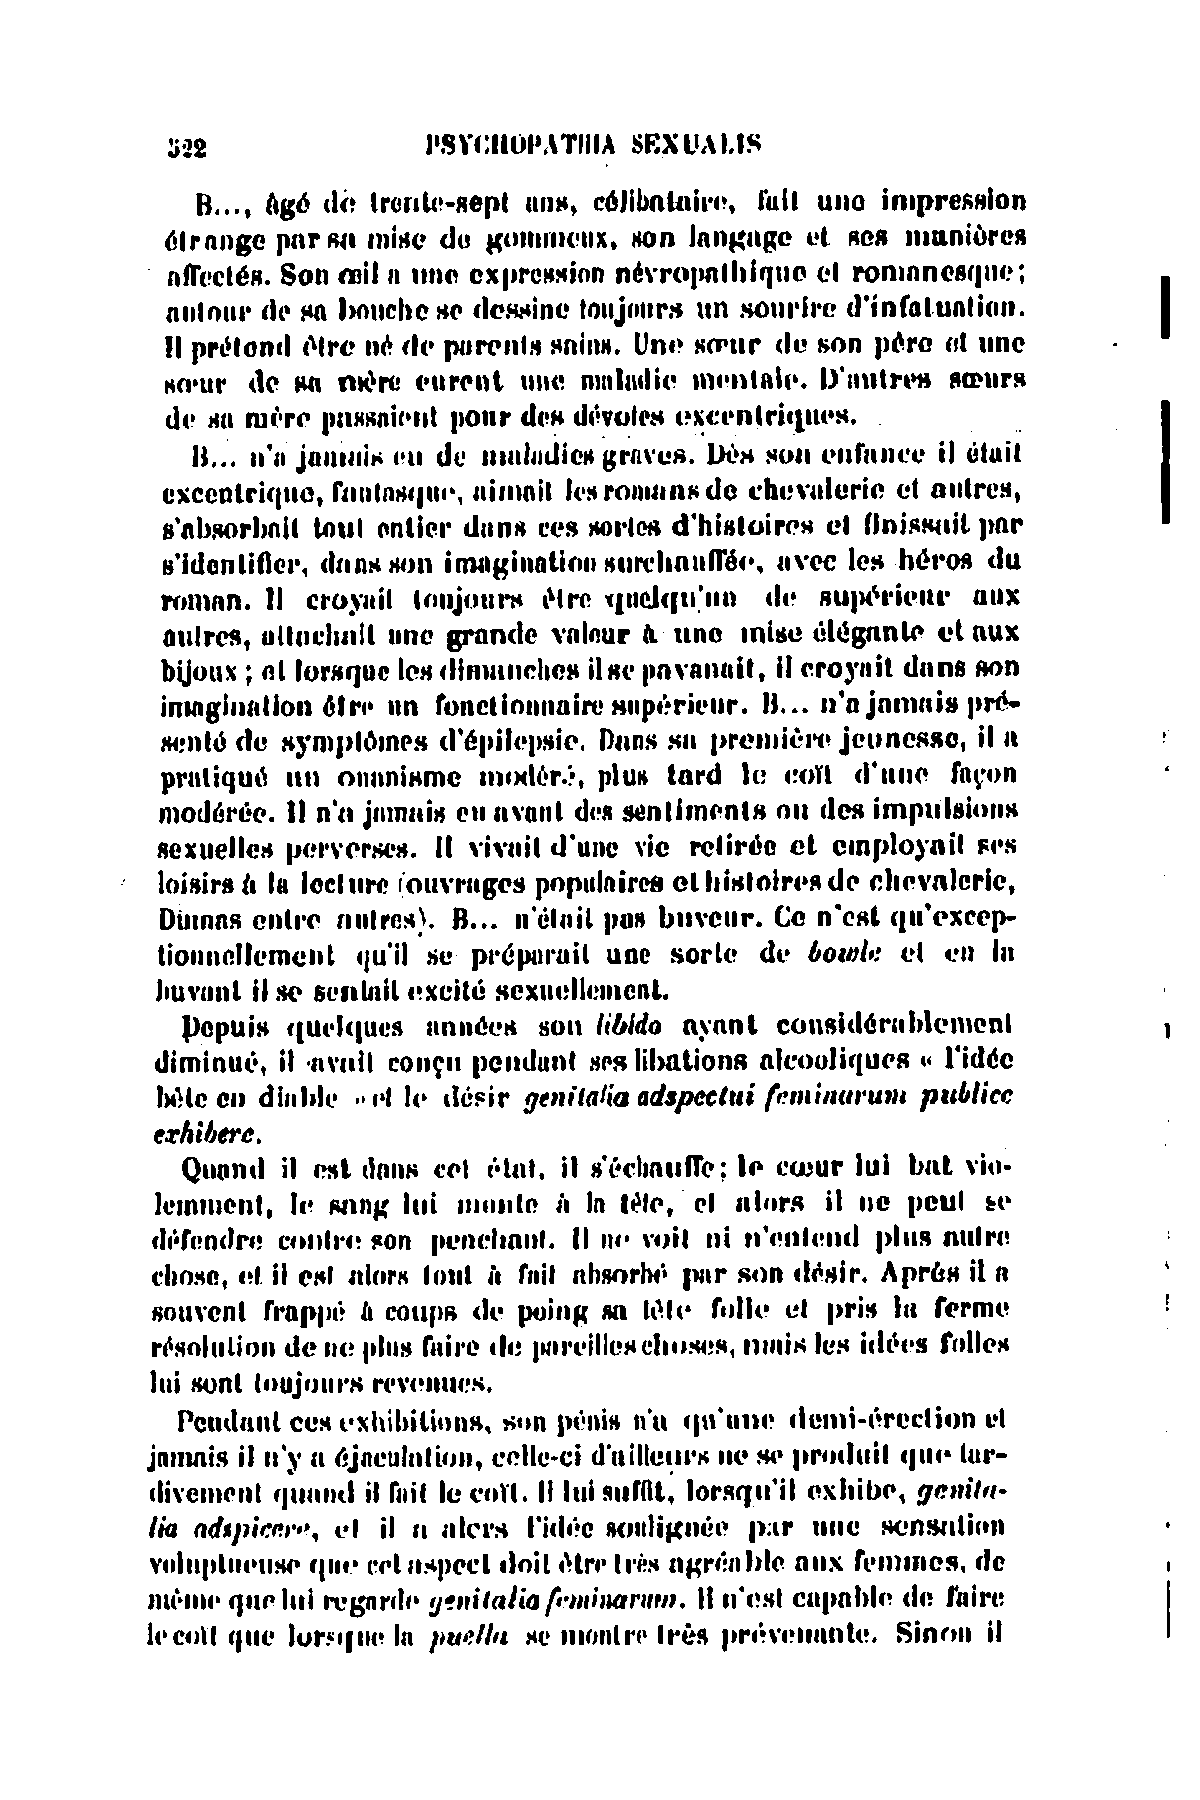 522 PSYCHOPATHIA SEXUALIS
B..., âgé de trente-sept ans, célibataire, fait une impression
étrange par sa mise de gommeux, son langage et ses manières
affectés. Son œil a une expression névropathique et romanesque;
autour de sa bouche se dessine toujours un sourire d'infatuation.
Il prétend être né de parents sains. Une sœur de son père et une
sœur de sa mère eurent une maladie mentale. D'autres sœurs
de sa mère passaient pour des dévotes excentriques.
B... n'a jamais eu de maladies graves. Dès son enfance il était
excentrique, fantasque, aimait les romans de chevalerie et autres,
s'absorbait tout entier dans ces sortes d'histoires et finissait par
s'identifier, dans son imagination surchauffée, avec les héros du
roman. Il croyait toujours être quelqu'un de supérieur aux
autres, attachait une grande valeur à une mise élégante et aux
bijoux; et lorsque les dimanches il se pavanait, il croyait dans son
imagination être un fonctionnaire supérieur. B... n'a jamais pré-
senté de symptômes d'épilepsie. Dans sa première jeunesse, il a
pratiqué un onanisme modéré, plus tard le coït d'une façon
modérée. Il n'a jamais eu avant des sentiments ou des impulsions
sexuelles perverses. Il vivait d'une vie retirée et employait ses
loisirs à la lecture (ouvrages populaires et histoires de chevalerie,
Dumas entre autres). B... n'était pas buveur. Ce n'est qu'excep-
tionnellement qu'il se préparait une sorte de bowle et en la
buvant il se sentait excité sexuellement.
Depuis quelques années son libido ayant considérablement
diminué, il avait conçu pendant ses libations alcooliques « l'idée
bête en diable » et le désir genitalia adspectui feminarum publice
exhibere.
Quand il est dans cet état, il s'échauffe; le cœur lui bat vio-
lemment, le sang lui monte à la tête, et alors il ne peut se
défendre contre son penchant. Il ne voit ni n'entend plus autre
chose, et il est alors tout à fait absorbé par son désir. Après il a
souvent frappé à coups de poing sa tête folle et pris la ferme
résolution de ne plus faire de pareilles choses, mais les idées folles
lui sont toujours revenues.
Pendant ces exhibitions, son pénis n'a qu'une demi-érection et
jamais il n'y a éjaculation, celle-ci d'ailleurs ne se produit que tar-
divement quand il fait le coït. Il lui suffit, lorsqu'il exhibe, genita-
lia adspicere, et il a alors l'idée soulignée par une sensation
voluptueuse que cet aspect doit être très agréable aux femmes, de
même que lui regarde genitalia feminarum. Il n'est capable de faire
le coït que lorsque la puella se montre très prévenante. Sinon il